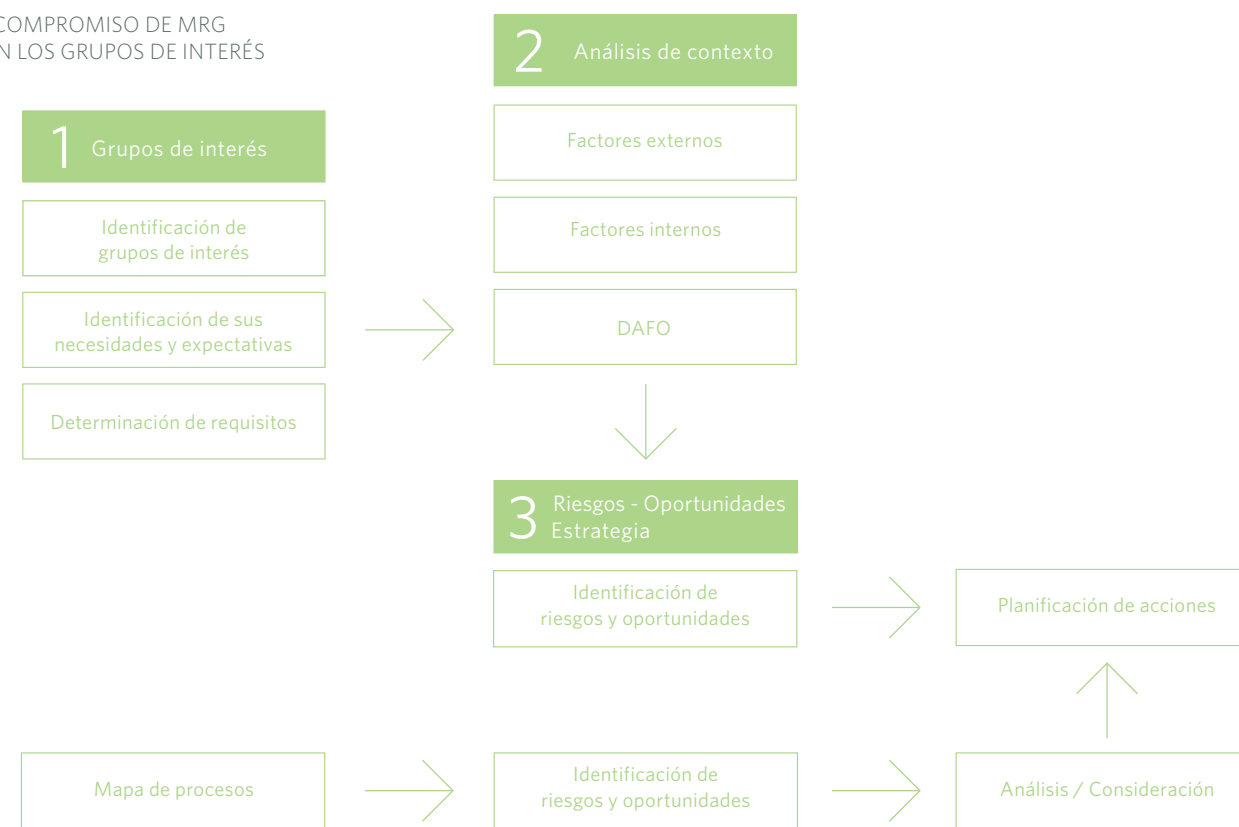 COMPROMISO DE MRG
N LOS GRUPOS DE INTERÉS
1 Grupos de interés
Identificación de
grupos de interés
Identificación de sus
necesidades y expectativas
Determinación de requisitos
2 Análisis de contexto
Factores externos
Factores internos
DAFO
3 Riesgos - Oportunidades
Estrategia
Identificación de
riesgos y oportunidades
Planificación de acciones
Mapa de procesos
Identificación de
riesgos y oportunidades
Análisis / Consideración